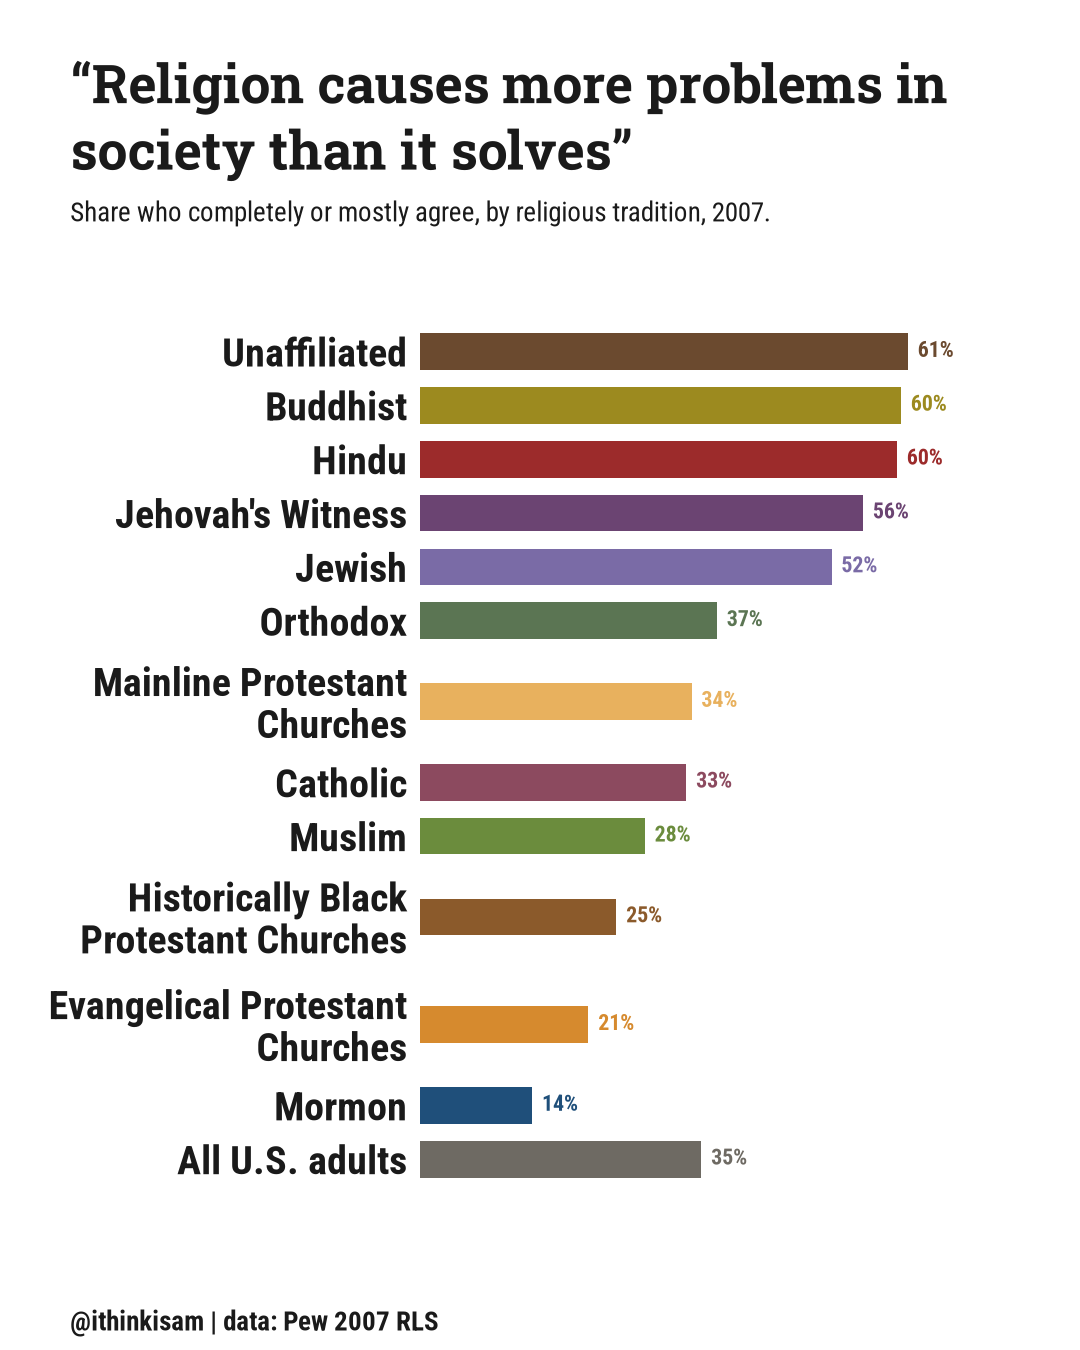 “Religion causes more problems in
society than it solves”
Share who completely or mostly agree, by religious tradition, 2007.
Unaffiliated 61%
Buddhist 60%
Hindu 60%
Jehovah's Witness 56%
Jewish 52%
Orthodox 37%
Mainline Protestant
Churches 34%
Catholic 33%
Muslim 28%
Historically Black
Protestant Churches 25%
Evangelical Protestant
Churches 21%
Mormon 14%
All U.S. adults 35%
@ithinkisam | data: Pew 2007 RLS